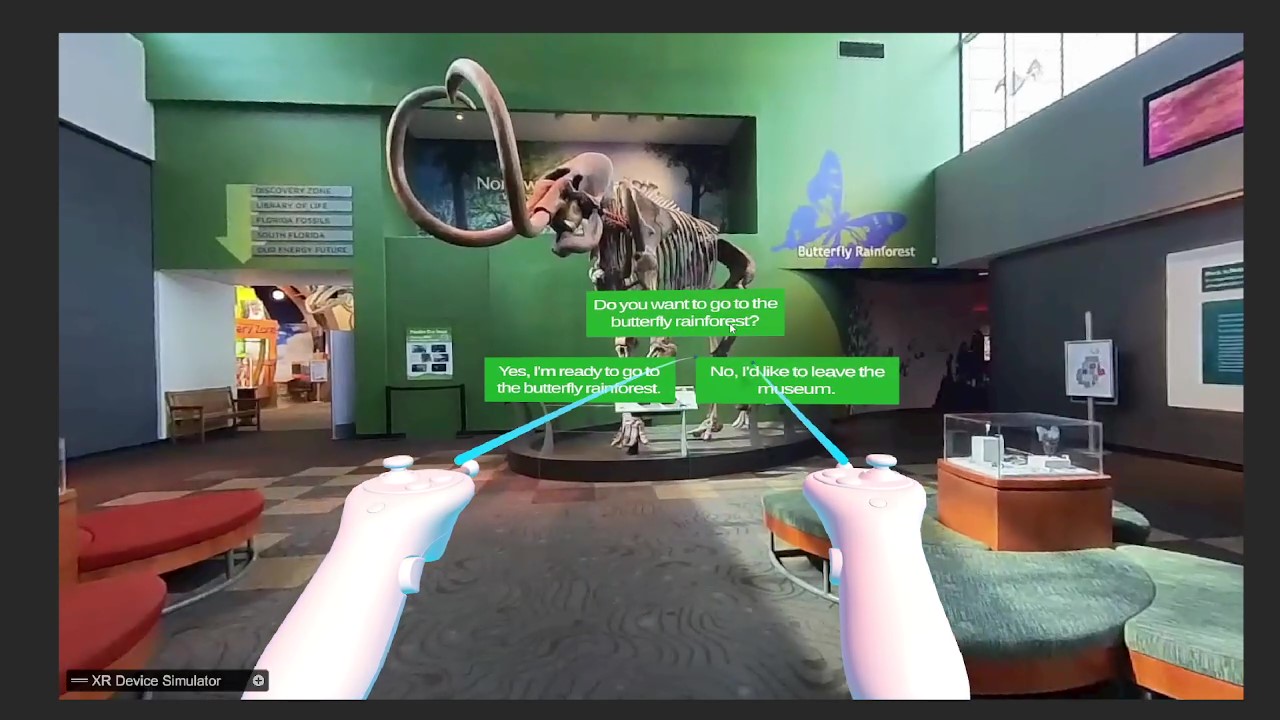 DISCOVERY ZONE
LIBRARY OF LIFE
FLORIDA FOSSILS
SOUTH FLORIDA
OUR ENERGY FUTURE
Butterfly Rainforest
Do you want to go to the
butterfly rainforest?
Yes, I'm ready to go to
the butterfly rainforest.
No, I'd like to leave the
museum.
XR Device Simulator